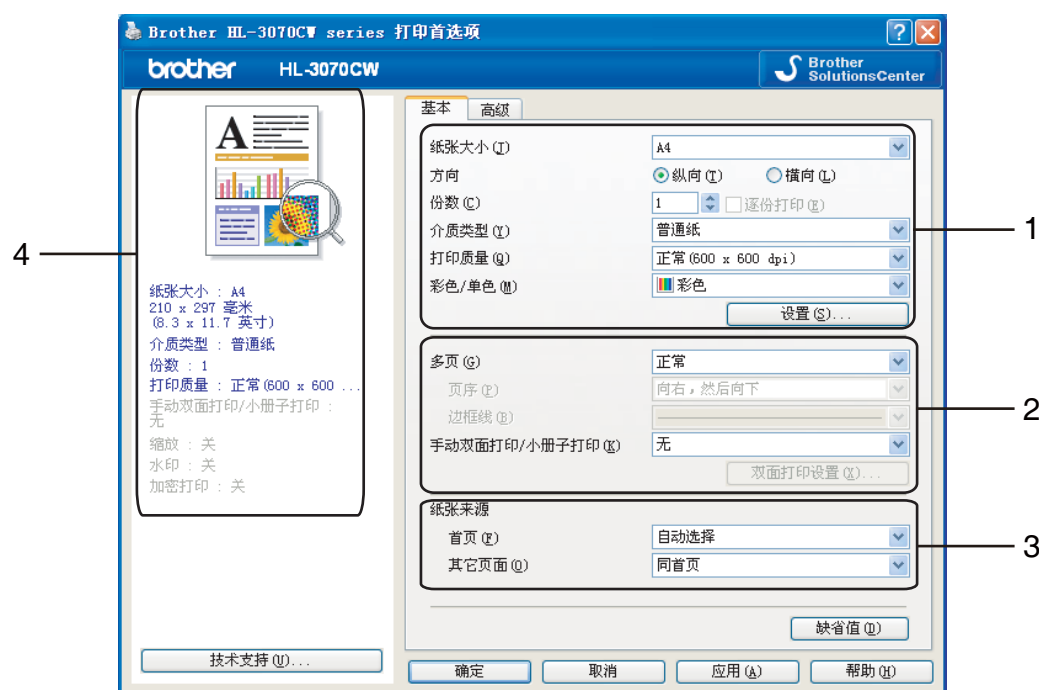 Brother HL-3070CW series 打印首选项
brother HL-3070CW
Brother
SolutionsCenter
基本 高级
纸张大小(J) A4
方向 纵向(T) 横向(L)
份数(C) 1 逐份打印(E)
介质类型(Y) 普通纸
打印质量(Q) 正常(600 x 600 dpi)
彩色/单色(M) 彩色
设置(S)...
1
多页(G) 正常
页序(P) 向右，然后向下
边框线(B)
手动双面打印/小册子打印(K) 无
双面打印设置(X)...
2
纸张来源
首页(F) 自动选择
其它页面(O) 同首页
3
缺省值(D)
A
4
纸张大小 : A4
210 x 297 毫米
(8.3 x 11.7 英寸)
介质类型 : 普通纸
份数 : 1
打印质量 : 正常(600 x 600 ...
手动双面打印/小册子打印 :
无
缩放 : 关
水印 : 关
加密打印 : 关
技术支持(U)...
确定 取消 应用(A) 帮助(H)